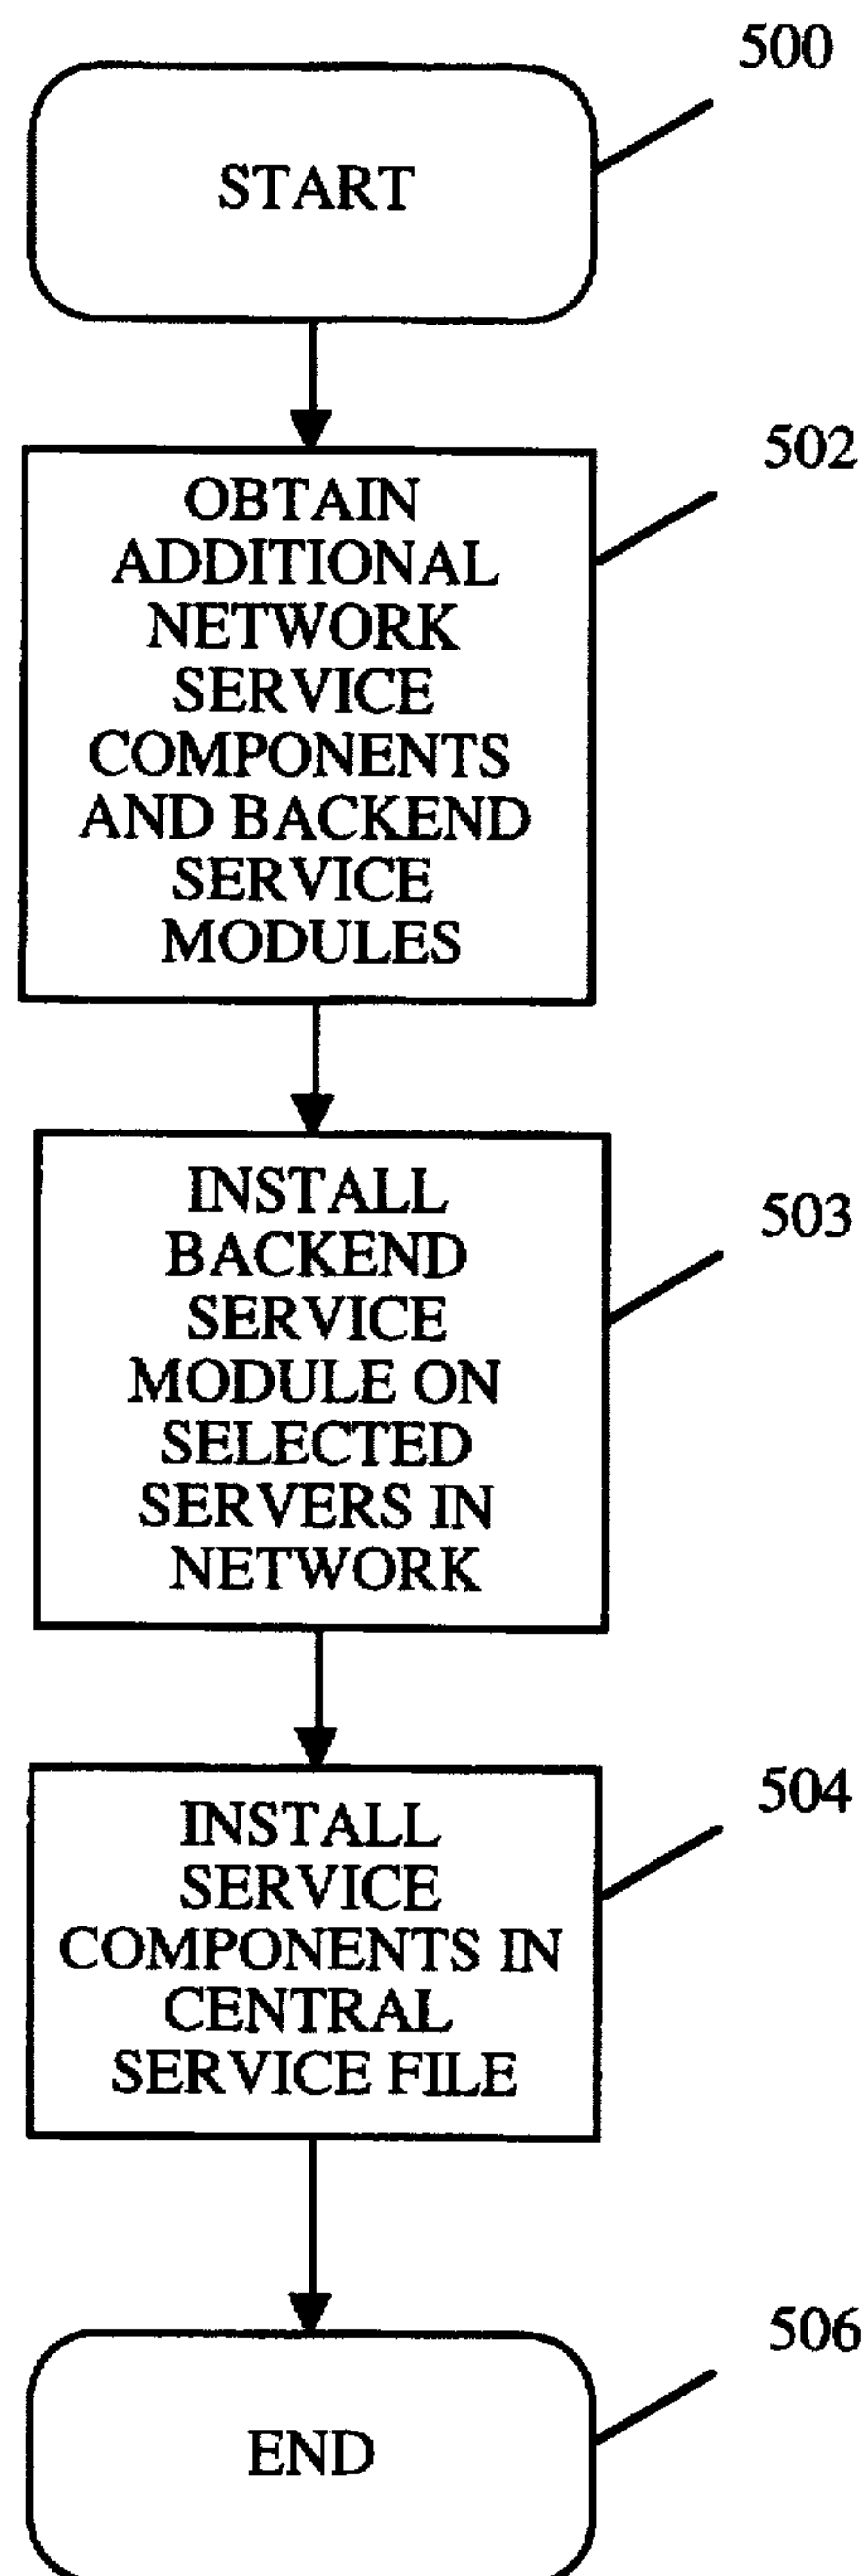 500
START
502
OBTAIN
ADDITIONAL
NETWORK
SERVICE
COMPONENTS
AND BACKEND
SERVICE
MODULES
503
INSTALL
BACKEND
SERVICE
MODULE ON
SELECTED
SERVERS IN
NETWORK
504
INSTALL
SERVICE
COMPONENTS IN
CENTRAL
SERVICE FILE
506
END